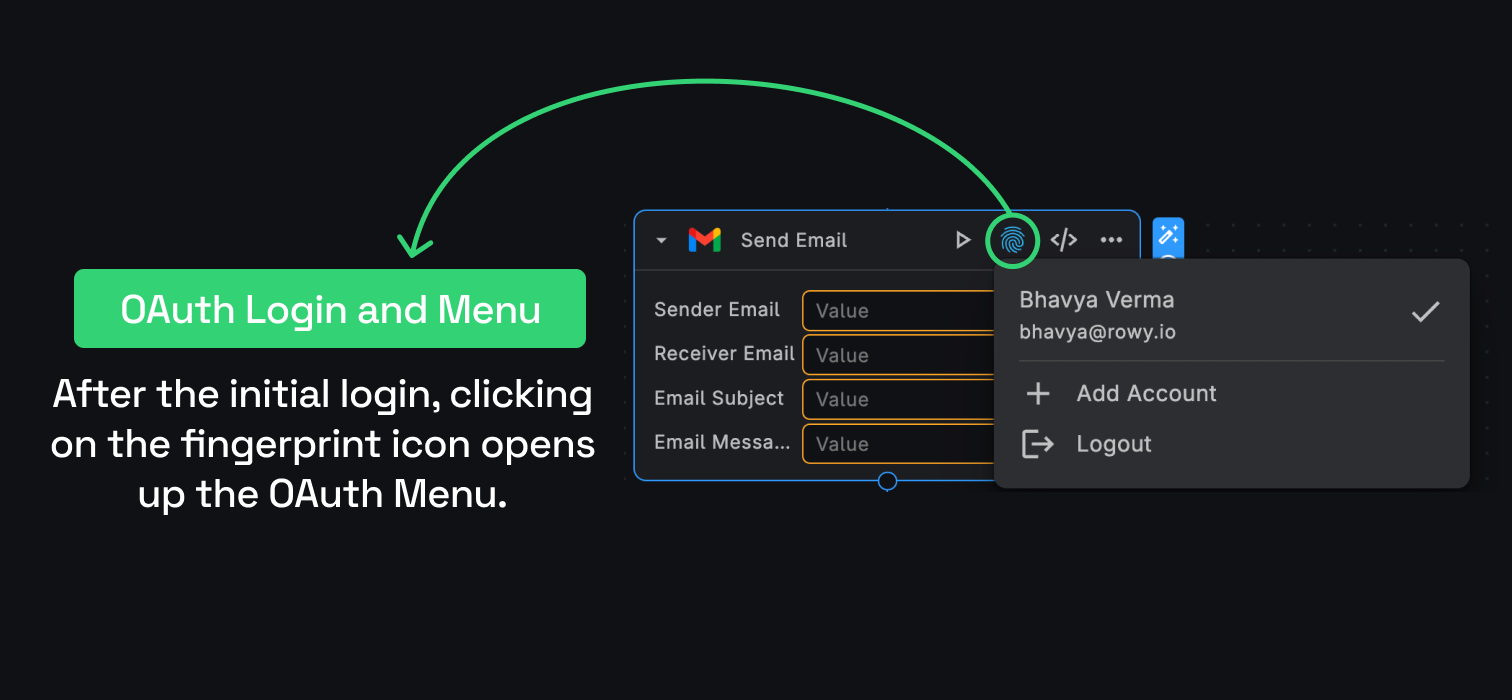 OAuth Login and Menu
After the initial login, clicking
on the fingerprint icon opens
up the OAuth Menu.
Send Email
Sender Email Value
Receiver Email Value
Email Subject Value
Email Messa... Value
Bhavya Verma
bhavya@rowy.io
Add Account
Logout